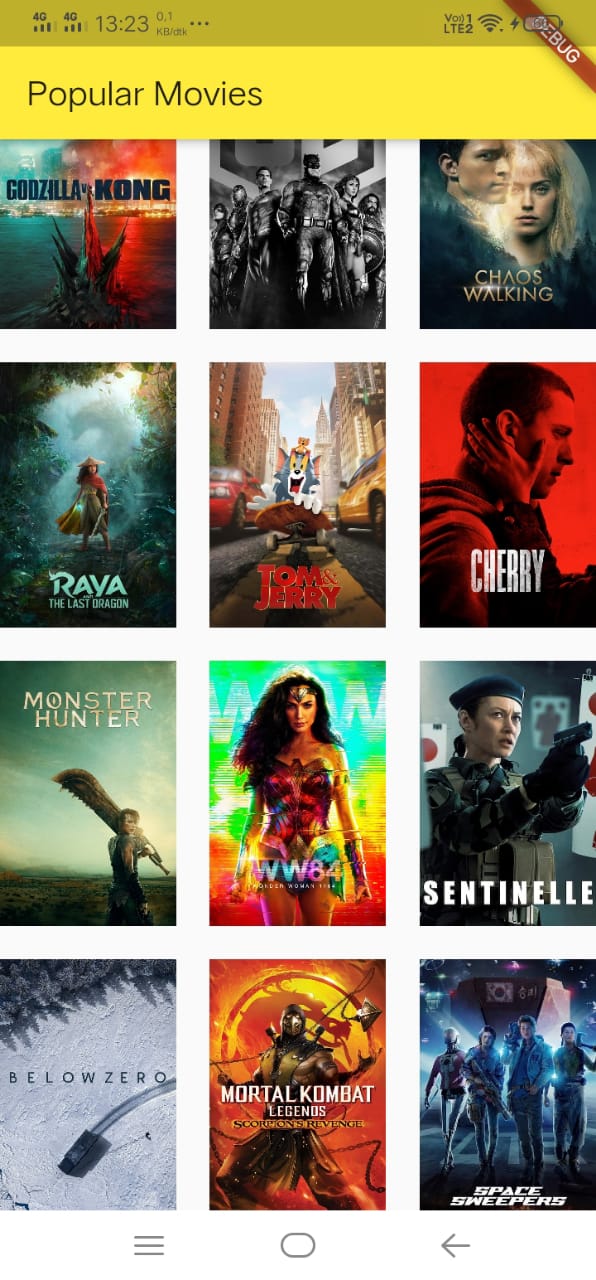 4G 4G 13:23 0,1 KB/dtk ...
Vo)) 1 LTE2
DEBUG
Popular Movies
GODZILLA vs. KONG
CHAOS
WALKING
RAYA
AND
THE LAST DRAGON
TOM &
JERRY
CHERRY
MONSTER
HUNTER
WW84
WONDER WOMAN 1984
SENTINELLE
BELOW ZERO
MORTAL KOMBAT
LEGENDS
SCORPION'S REVENGE
SPACE
SWEEPERS